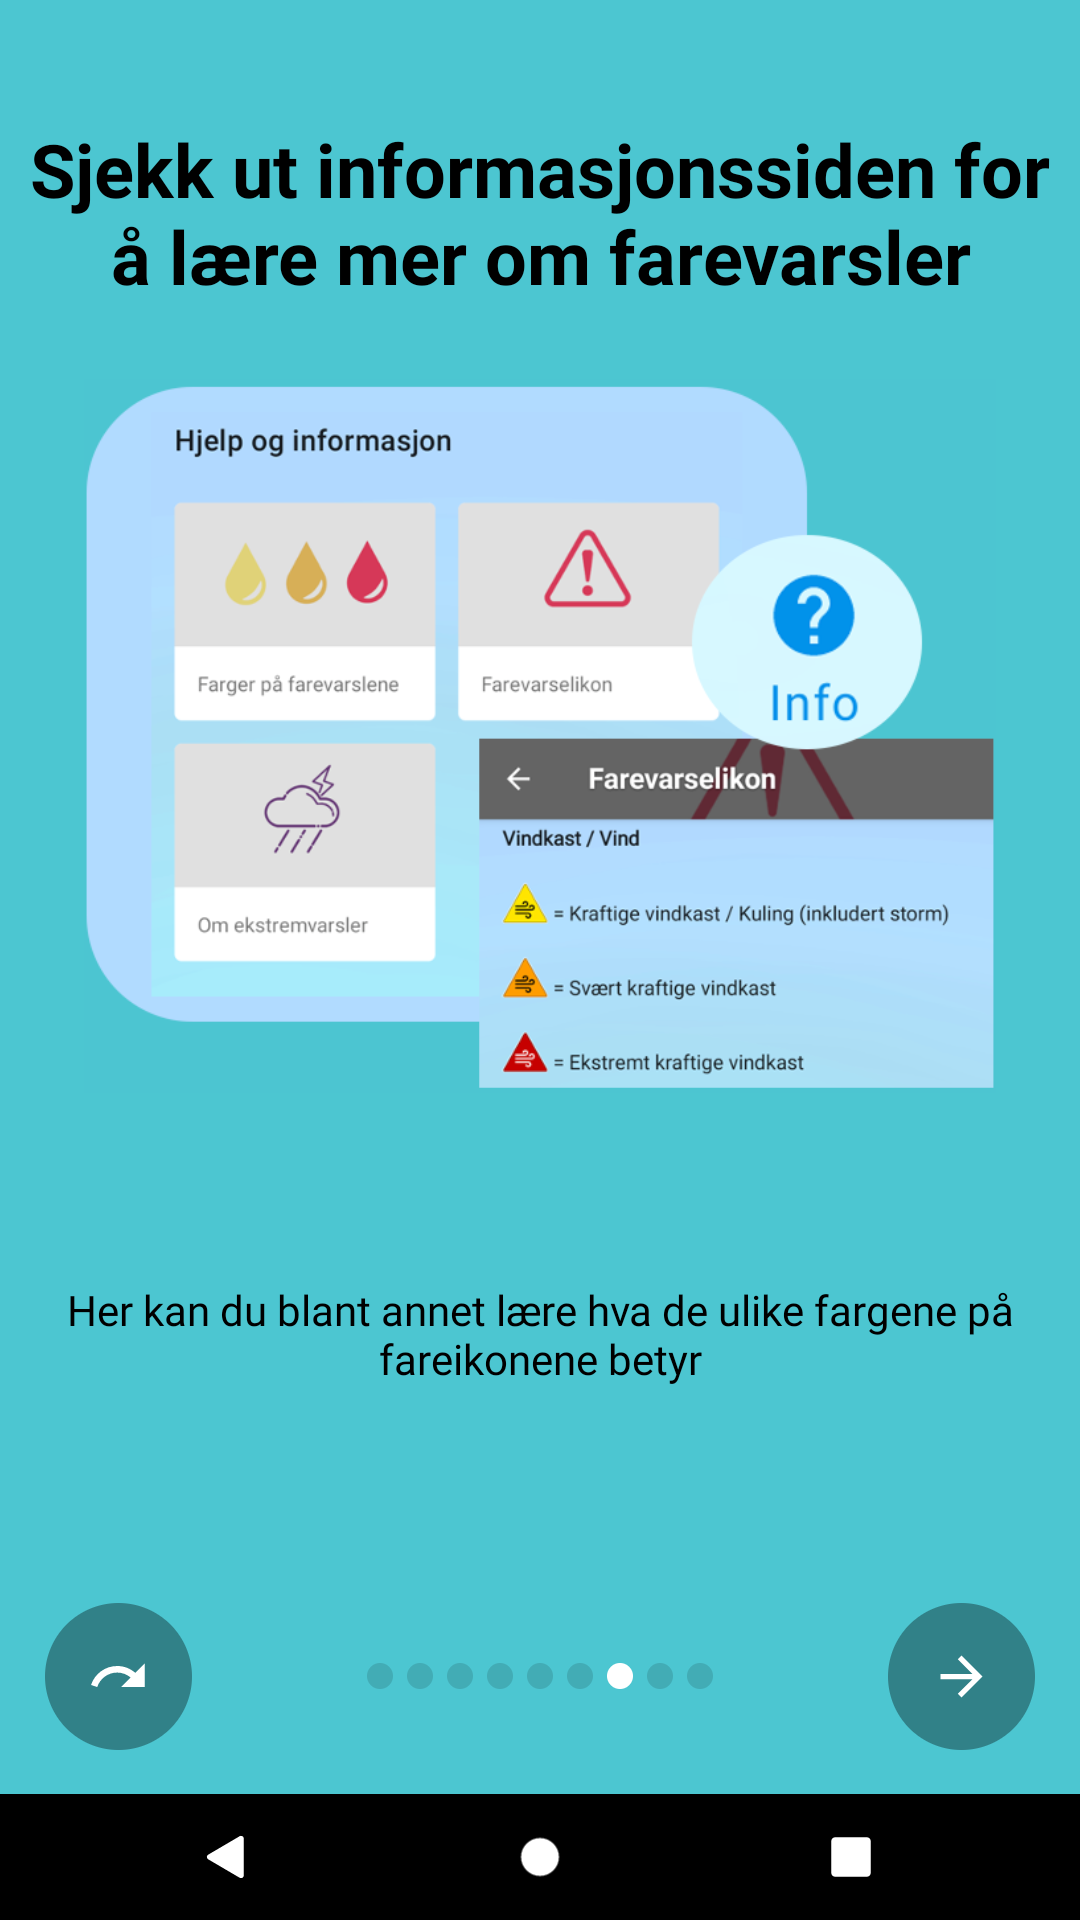 Sjekk ut informasjonssiden for
å lære mer om farevarsler
Hjelp og informasjon
Farger på farevarslene
Farevarselikon
Info
Om ekstremvarsler
Farevarselikon
Vindkast / Vind
= Kraftige vindkast / Kuling (inkludert storm)
= Svært kraftige vindkast
= Ekstremt kraftige vindkast
Her kan du blant annet lære hva de ulike fargene på
fareikonene betyr